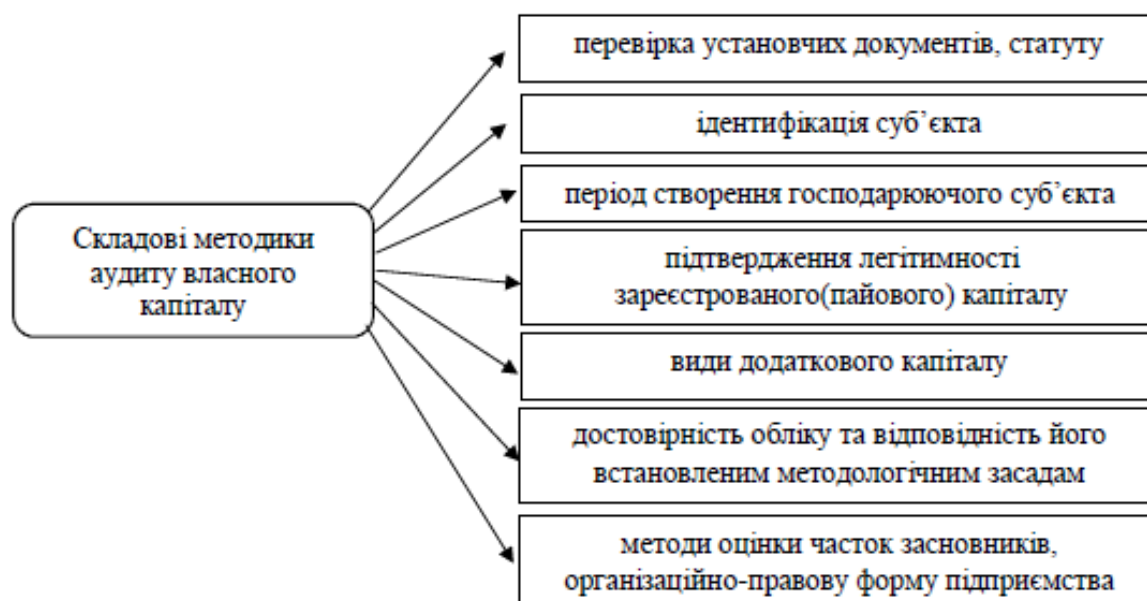 Складові методики
аудиту власного
капіталу
перевірка установчих документів, статуту
ідентифікація суб’єкта
період створення господарюючого суб’єкта
підтвердження легітимності
зареєстрованого(пайового) капіталу
види додаткового капіталу
достовірність обліку та відповідність його
встановленим методологічним засадам
методи оцінки часток засновників,
організаційно-правову форму підприємства